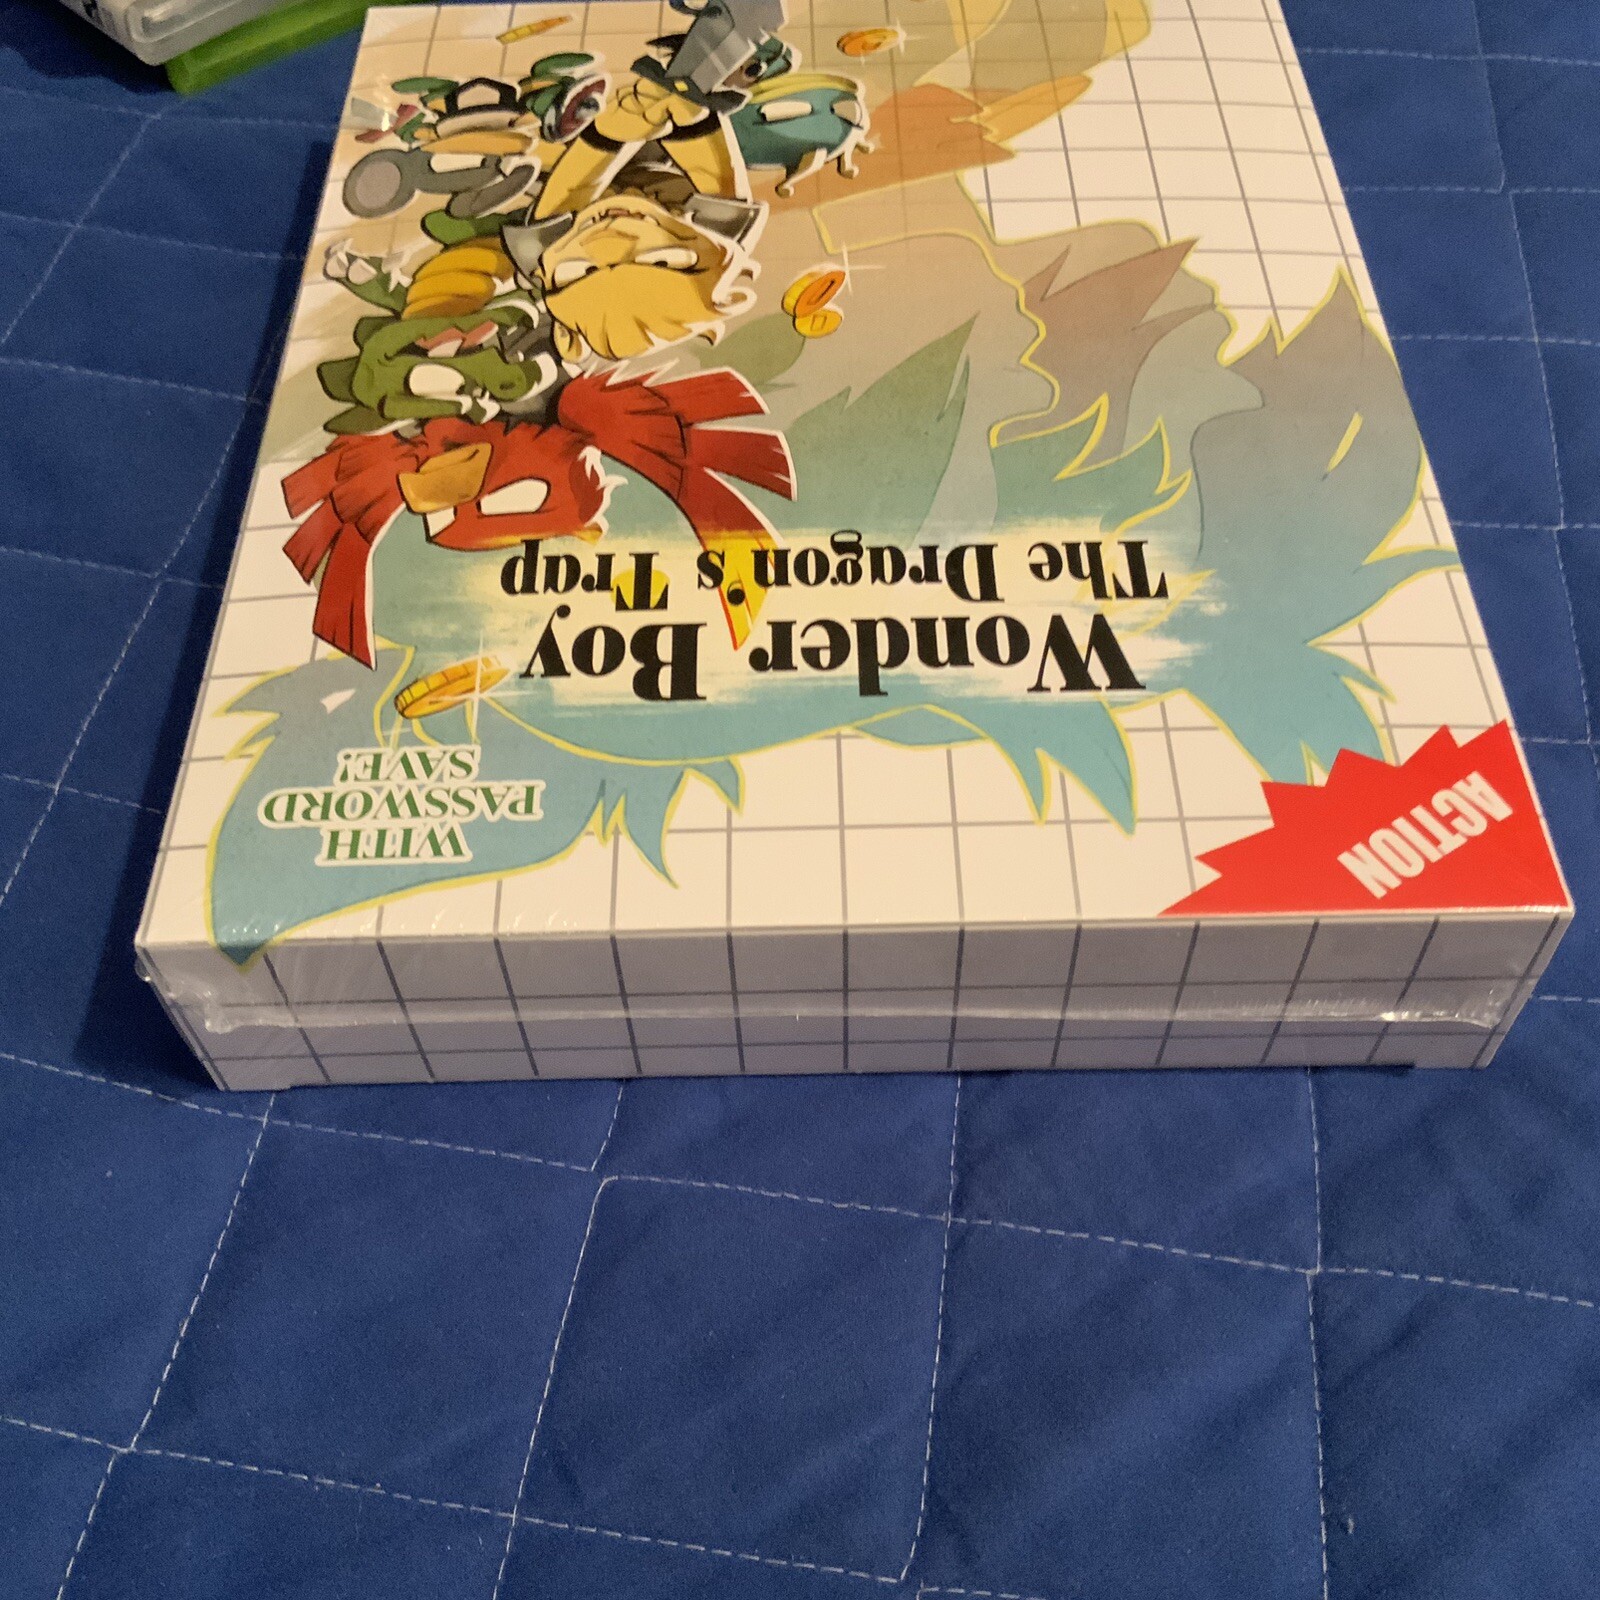 ACTION
WITH
PASSWORD
SAVE!
Wonder Boy
The Dragon's Trap